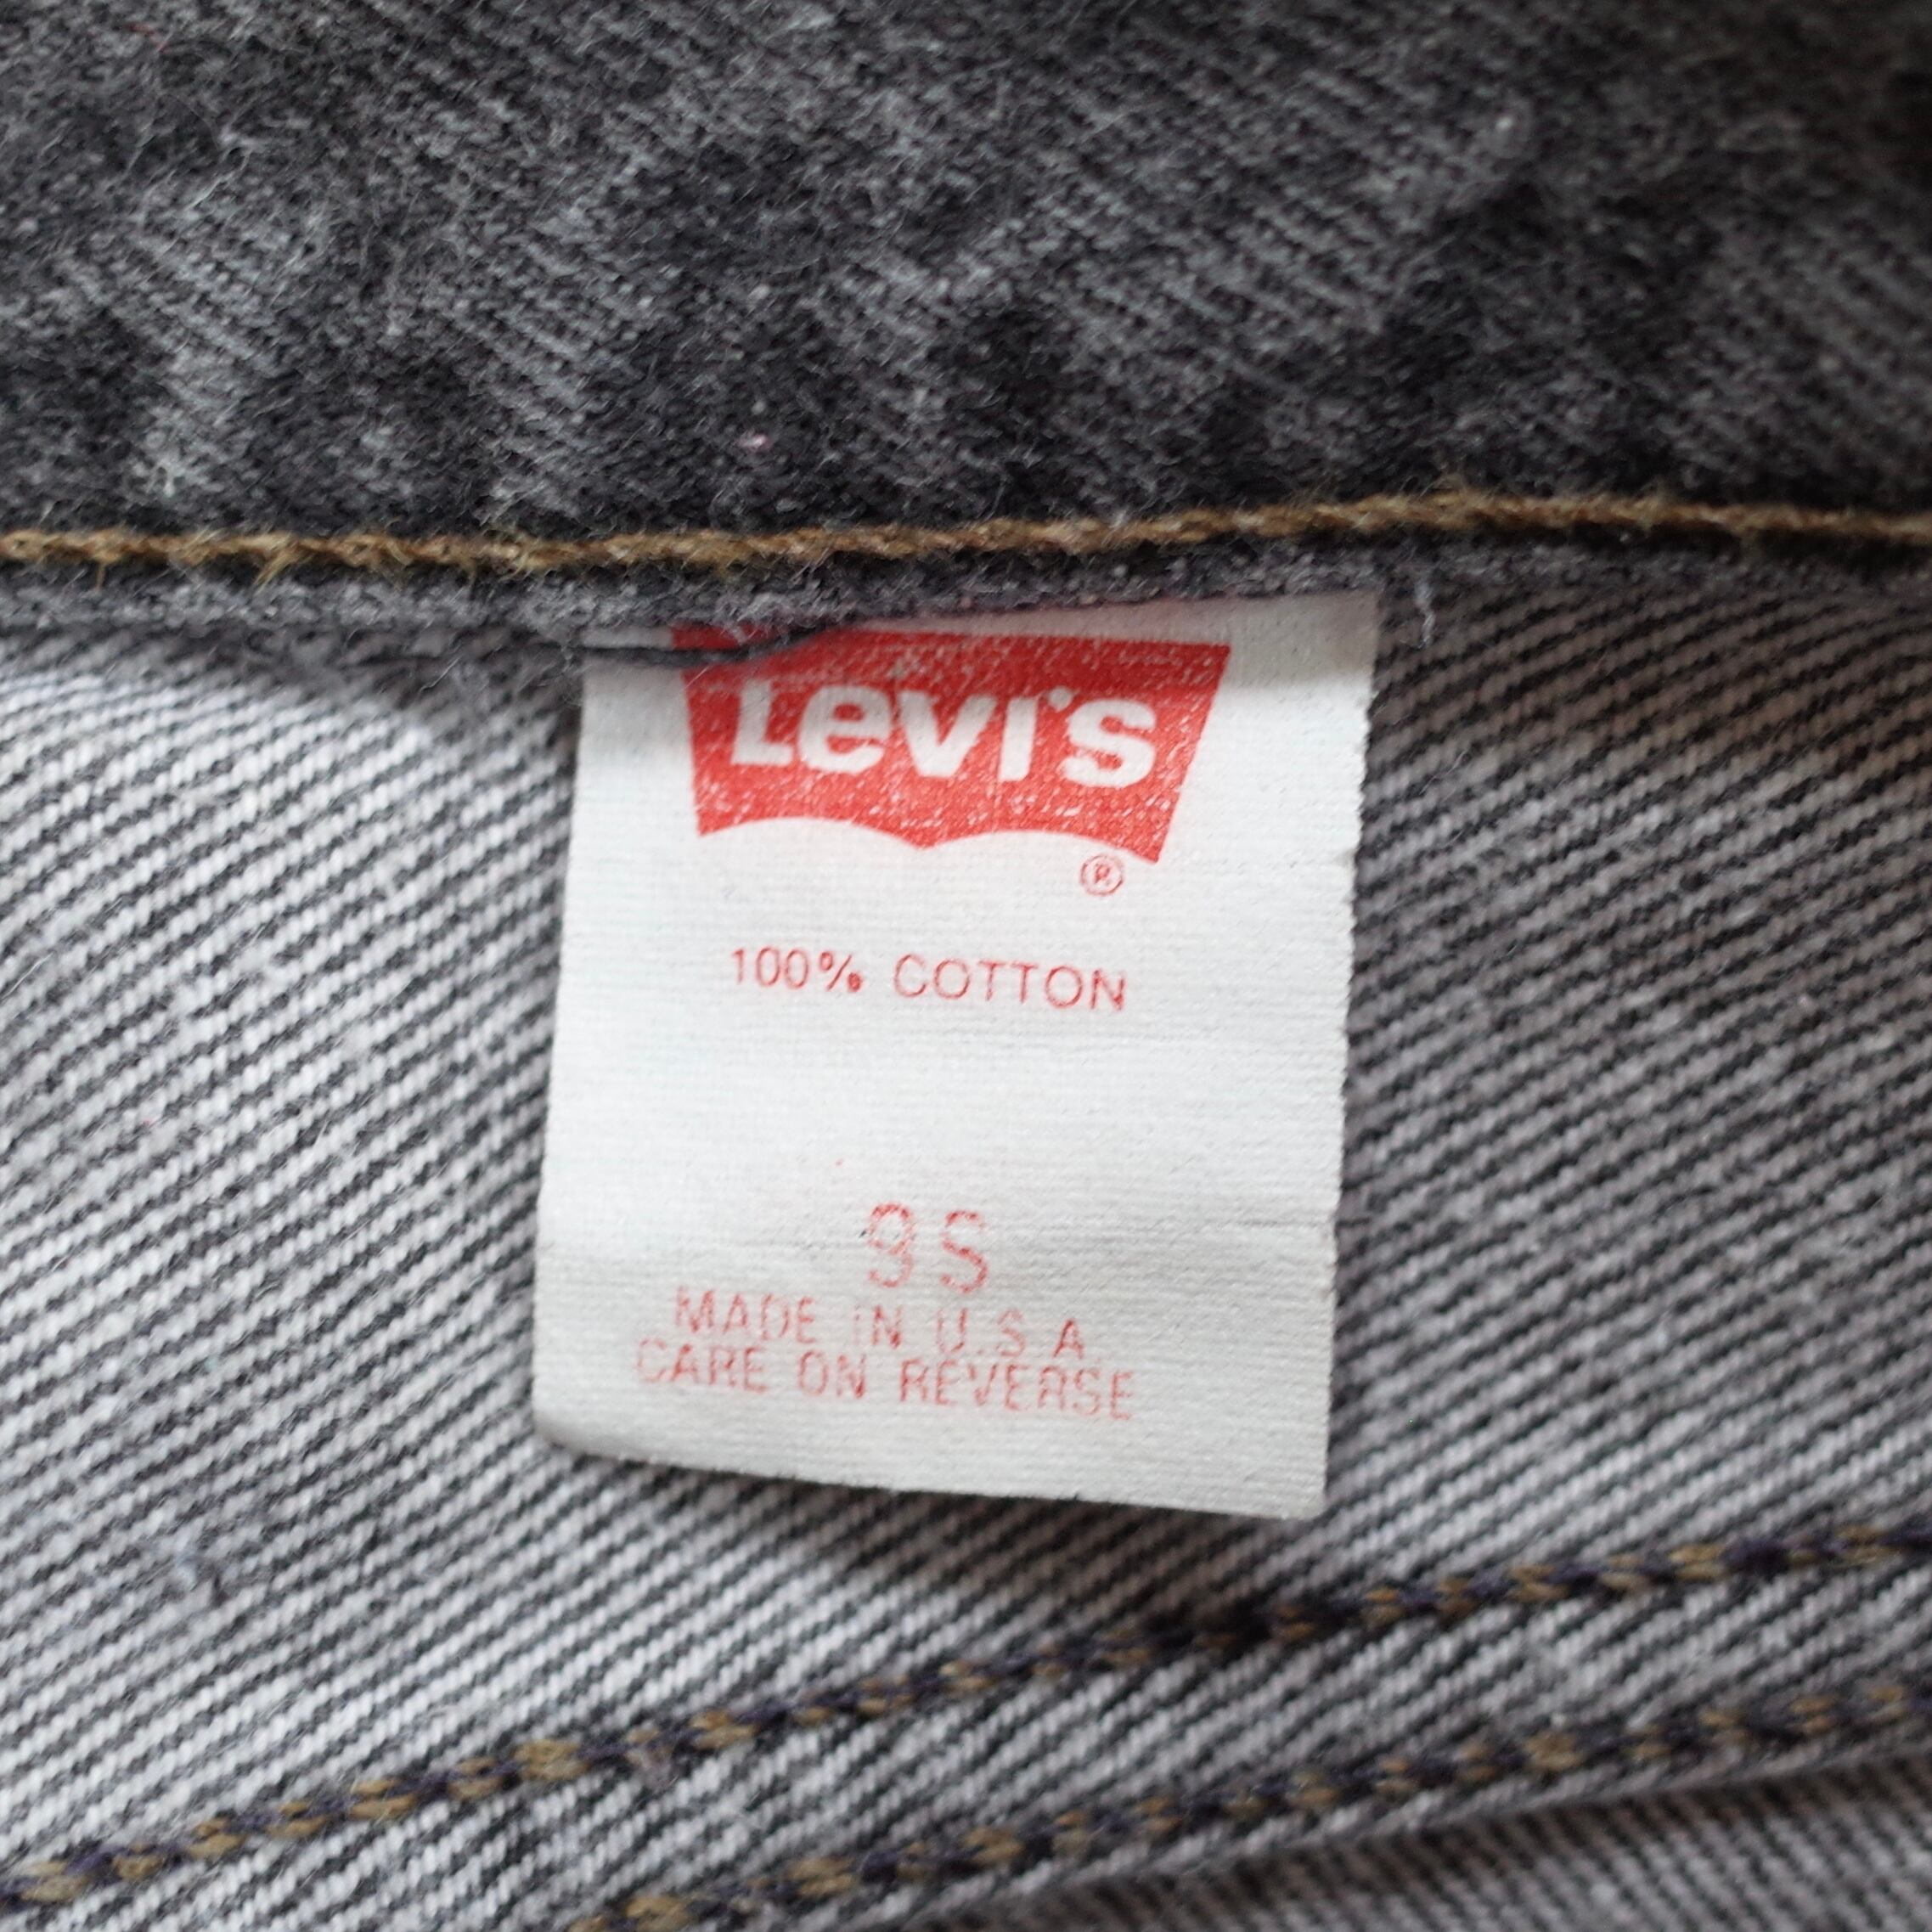 Levi's
®
100% COTTON
9S
MADE IN U.S.A.
CARE ON REVERSE